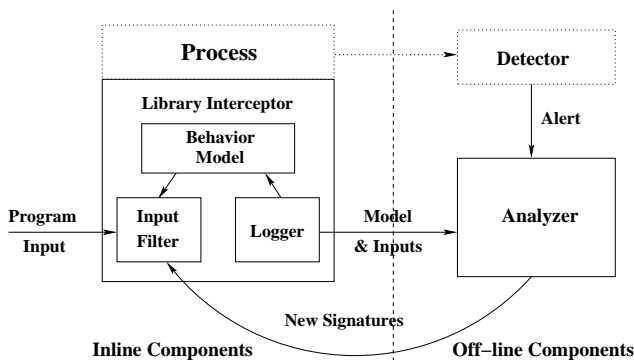 Process
Detector
Library Interceptor
Behavior
Model
Alert
Program
Input
Input
Filter
Logger
Model
& Inputs
Analyzer
New Signatures
Inline Components
Off–line Components